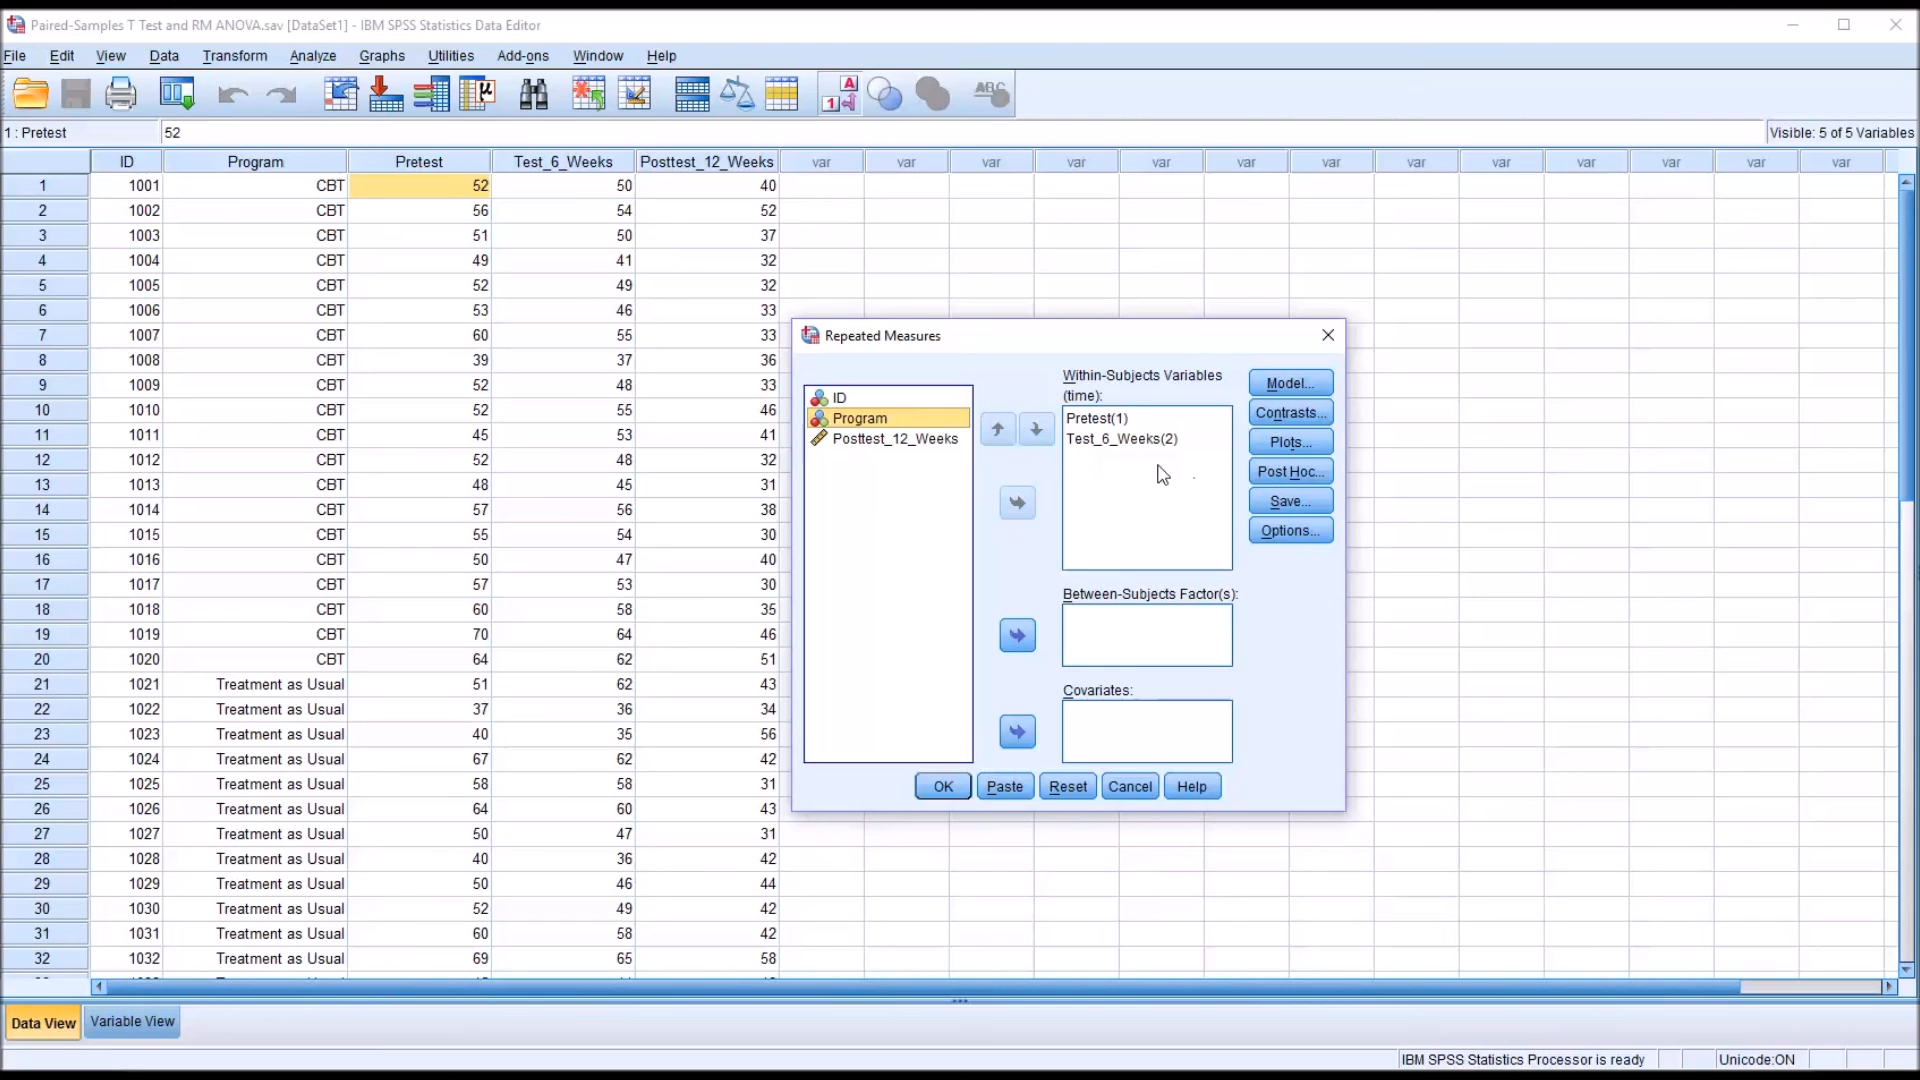 Paired-Samples T Test and RM ANOVA.sav [DataSet1] - IBM SPSS Statistics Data Editor
File Edit View Data Transform Analyze Graphs Utilities Add-ons Window Help
1 : Pretest 52 Visible: 5 of 5 Variables
ID Program Pretest Test_6_Weeks Posttest_12_Weeks var var var var var var var var var var var var var
1 1001 CBT 52 50 40
2 1002 CBT 56 54 52
3 1003 CBT 51 50 37
4 1004 CBT 49 41 32
5 1005 CBT 52 49 32
6 1006 CBT 53 46 33
7 1007 CBT 60 55 33
8 1008 CBT 39 37 36
9 1009 CBT 52 48 33
10 1010 CBT 52 55 46
11 1011 CBT 45 53 41
12 1012 CBT 52 48 32
13 1013 CBT 48 45 31
14 1014 CBT 57 56 38
15 1015 CBT 55 54 30
16 1016 CBT 50 47 40
17 1017 CBT 57 53 30
18 1018 CBT 60 58 35
19 1019 CBT 70 64 46
20 1020 CBT 64 62 51
21 1021 Treatment as Usual 51 62 43
22 1022 Treatment as Usual 37 36 34
23 1023 Treatment as Usual 40 35 56
24 1024 Treatment as Usual 67 62 42
25 1025 Treatment as Usual 58 58 31
26 1026 Treatment as Usual 64 60 43
27 1027 Treatment as Usual 50 47 31
28 1028 Treatment as Usual 40 36 42
29 1029 Treatment as Usual 50 46 44
30 1030 Treatment as Usual 52 49 42
31 1031 Treatment as Usual 60 58 42
32 1032 Treatment as Usual 69 65 58
Repeated Measures
ID
Program
Posttest_12_Weeks
Within-Subjects Variables
(time):
Pretest(1)
Test_6_Weeks(2)
Between-Subjects Factor(s):
Covariates:
Model...
Contrasts...
Plots...
Post Hoc...
Save...
Options...
OK Paste Reset Cancel Help
Data View Variable View
IBM SPSS Statistics Processor is ready Unicode:ON